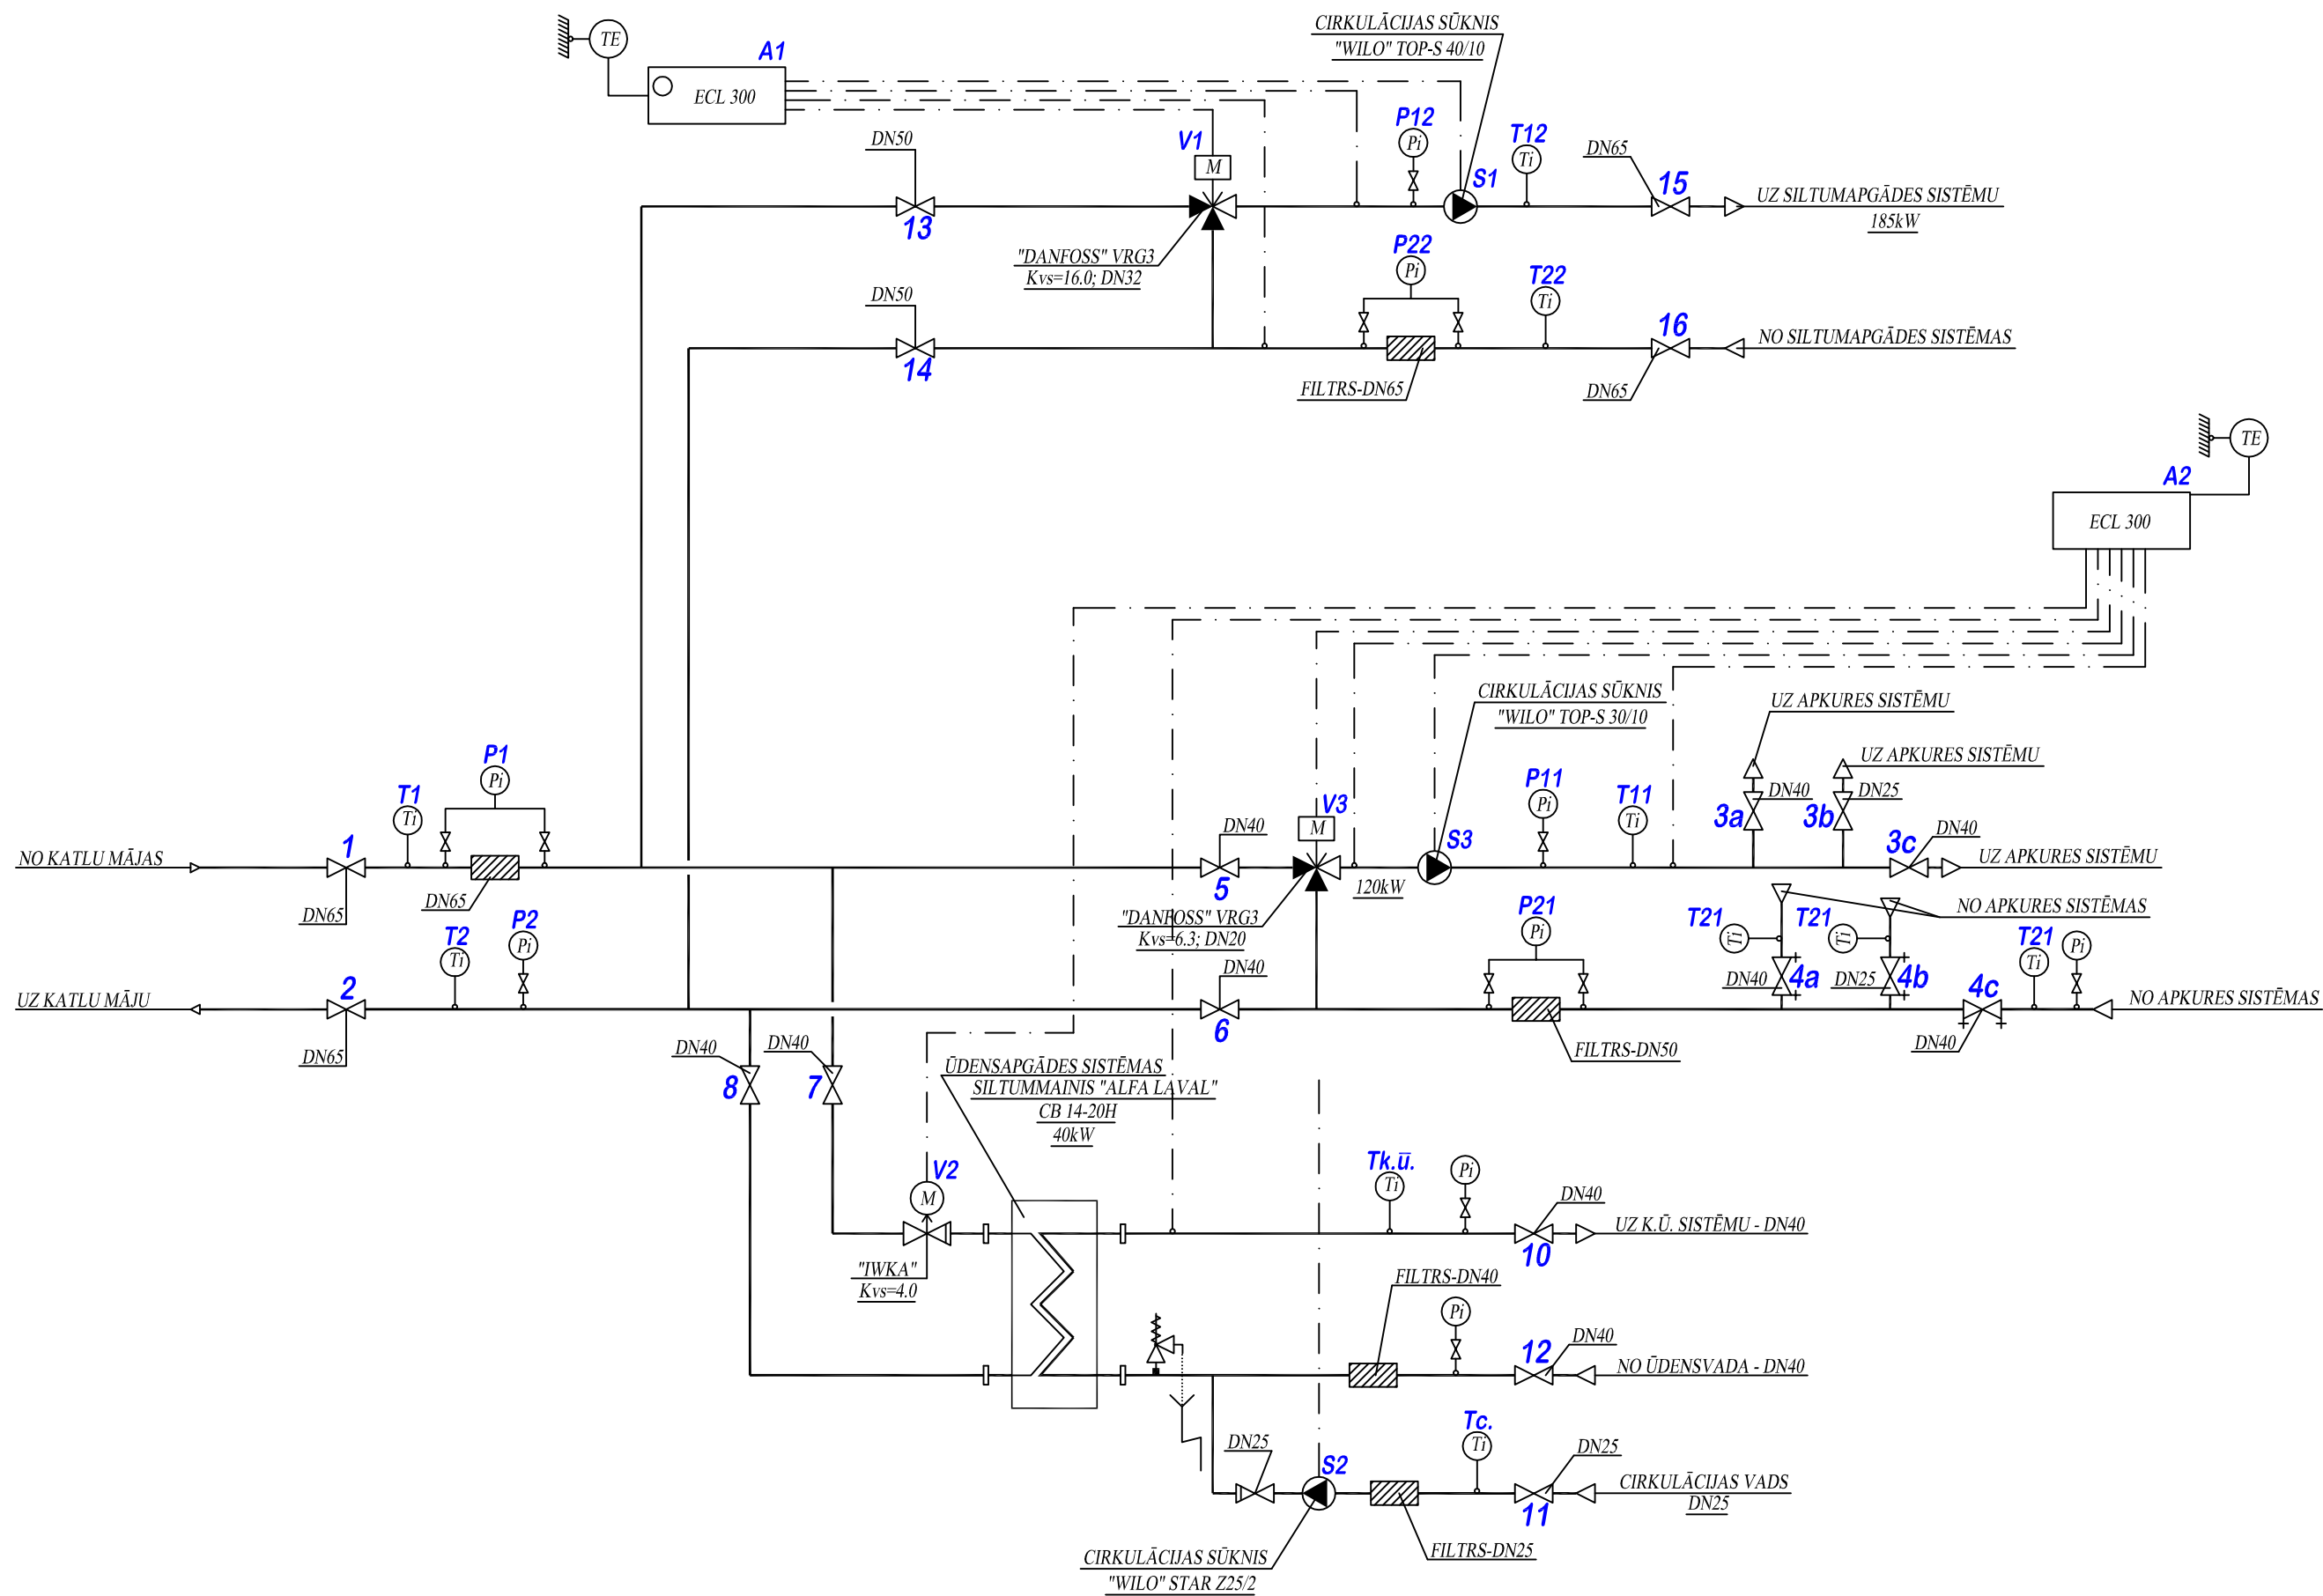 CIRKULĀCIJAS SŪKNIS
"WILO" TOP-S 40/10
TE
A1
ECL 300
P12
Pi
T12
Ti
DN50
V1
M
S1
DN65
15
UZ SILTUMAPGĀDES SISTĒMU
185kW
13
"DANFOSS" VRG3
Kvs=16.0; DN32
P22
Pi
T22
Ti
DN50
14
16
NO SILTUMAPGĀDES SISTĒMAS
FILTRS-DN65
DN65
TE
A2
ECL 300
CIRKULĀCIJAS SŪKNIS
"WILO" TOP-S 30/10
UZ APKURES SISTĒMU
UZ APKURES SISTĒMU
P1
Pi
T1
Ti
P11
Pi
T11
Ti
V3
M
S3
DN40
3a
DN25
3b
DN40
3c
DN40
1
NO KATLU MĀJAS
5
120kW
UZ APKURES SISTĒMU
DN65
DN65
"DANFOSS" VRG3
Kvs=6.3; DN20
P2
Pi
T2
Ti
P21
Pi
T21
Ti
T21
Ti
NO APKURES SISTĒMAS
T21
Ti
Pi
DN40
DN40
4a
DN25
4b
4c
2
UZ KATLU MĀJU
6
NO APKURES SISTĒMAS
DN65
DN40
DN40
FILTRS-DN50
DN40
8
7
ŪDENSAPGĀDES SISTĒMAS
SILTUMMAINIS "ALFA LAVAL"
CB 14-20H
40kW
V2
M
Tk.ū.
Ti
Pi
DN40
10
UZ K.Ū. SISTĒMU - DN40
"IWKA"
Kvs=4.0
FILTRS-DN40
Pi
DN40
12
NO ŪDENSVADA - DN40
DN25
S2
Tc.
Ti
DN25
11
CIRKULĀCIJAS VADS
DN25
FILTRS-DN25
CIRKULĀCIJAS SŪKNIS
"WILO" STAR Z25/2